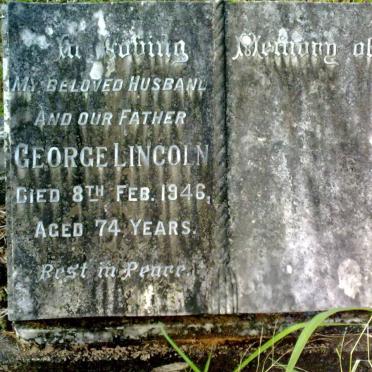 In Loving Memory of
My Beloved Husband
And Our Father
George Lincoln
Died 8th Feb. 1946,
Aged 74 Years.
Rest in Peace.